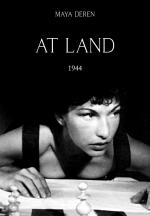 MAYA DEREN
AT LAND
1944